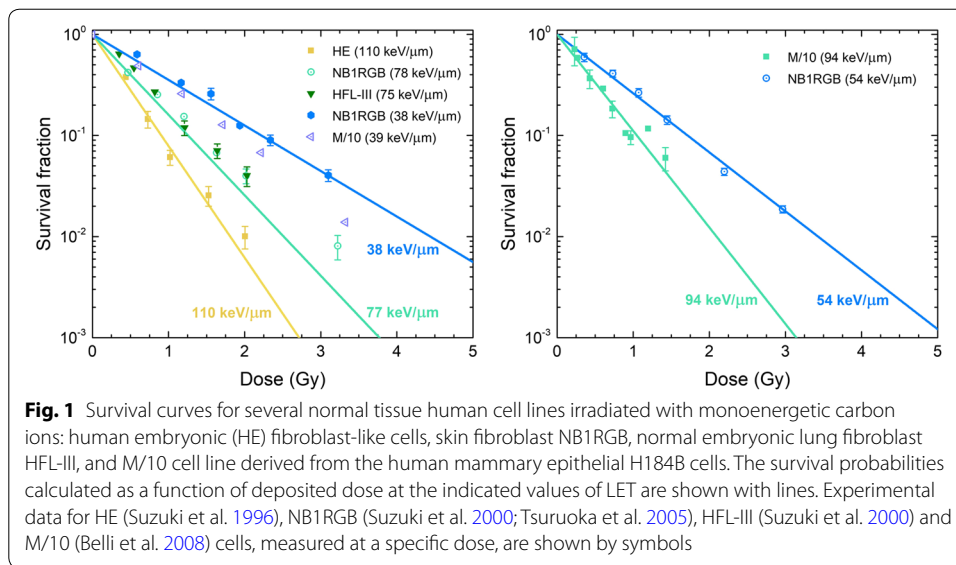 10⁰
10⁻¹
10⁻²
10⁻³
Survival fraction
HE (110 keV/μm)
NB1RGB (78 keV/μm)
HFL-III (75 keV/μm)
NB1RGB (38 keV/μm)
M/10 (39 keV/μm)
38 keV/μm
110 keV/μm
77 keV/μm
0 1 2 3 4 5
Dose (Gy)
10⁰
10⁻¹
10⁻²
10⁻³
Survival fraction
M/10 (94 keV/μm)
NB1RGB (54 keV/μm)
94 keV/μm
54 keV/μm
0 1 2 3 4 5
Dose (Gy)
Fig. 1 Survival curves for several normal tissue human cell lines irradiated with monoenergetic carbon
ions: human embryonic (HE) fibroblast-like cells, skin fibroblast NB1RGB, normal embryonic lung fibroblast
HFL-III, and M/10 cell line derived from the human mammary epithelial H184B cells. The survival probabilities
calculated as a function of deposited dose at the indicated values of LET are shown with lines. Experimental
data for HE (Suzuki et al. 1996), NB1RGB (Suzuki et al. 2000; Tsuruoka et al. 2005), HFL-III (Suzuki et al. 2000) and
M/10 (Belli et al. 2008) cells, measured at a specific dose, are shown by symbols